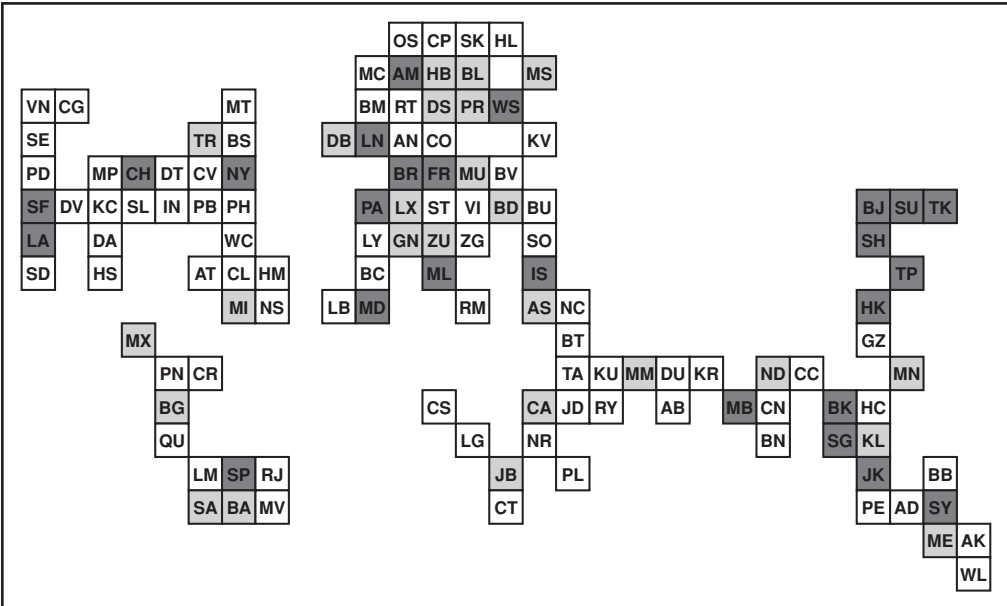 OS CP SK HL
MC AM HB BL MS
VN CG MT BM RT DS PR WS
SE TR BS DB LN AN CO KV
PD MP CH DT CV NY BR FR MU BV
SF DV KC SL IN PB PH PA LX ST VI BD BU BJ SU TK
LA DA WC LY GN ZU ZG SO SH
SD HS AT CL HM BC ML IS TP
MI NS LB MD RM AS NC HK
MX BT GZ
PN CR TA KU MM DU KR ND CC MN
BG CS CA JD RY AB MB CN BK HC
QU LG NR BN SG KL
LM SP RJ JB PL JK BB
SA BA MV CT PE AD SY
ME AK
WL